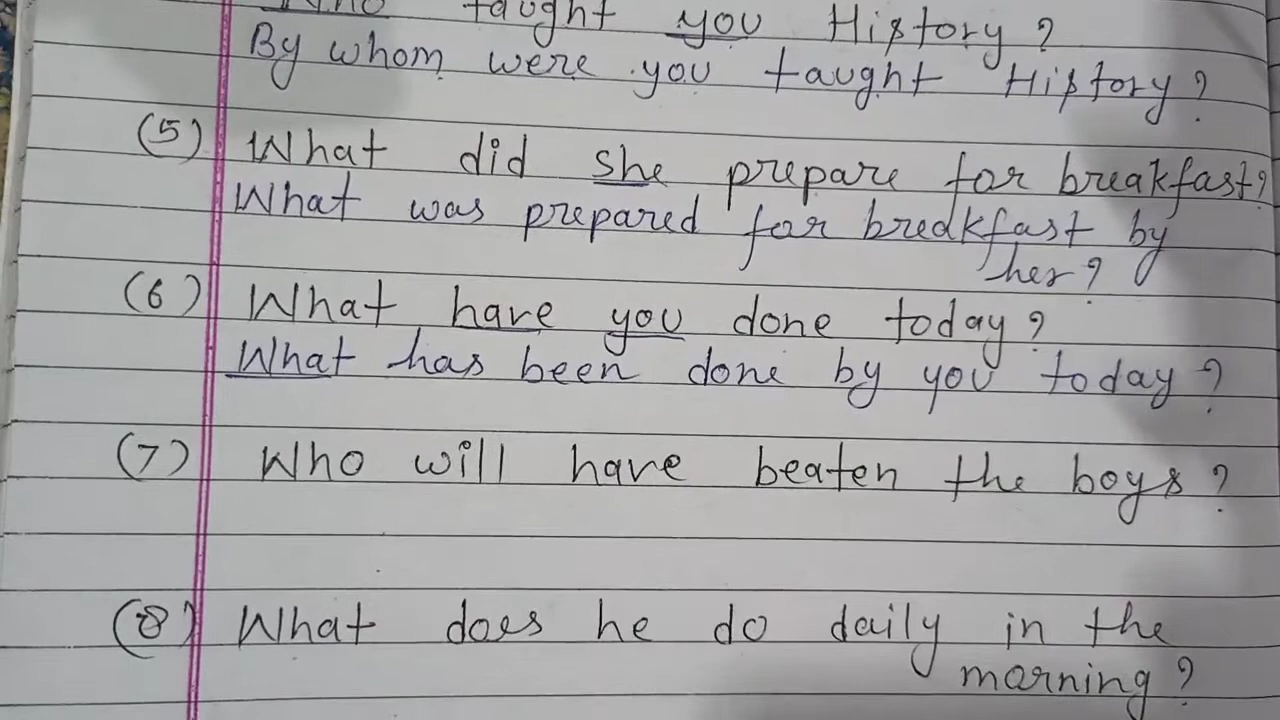 Who taught you History?
By whom were you taught History?
(5) What did she prepare for breakfast?
What was prepared for breakfast by
her?
(6) What have you done today?
What has been done by you today?
(7) Who will have beaten the boys?
(8) What does he do daily in the
morning?